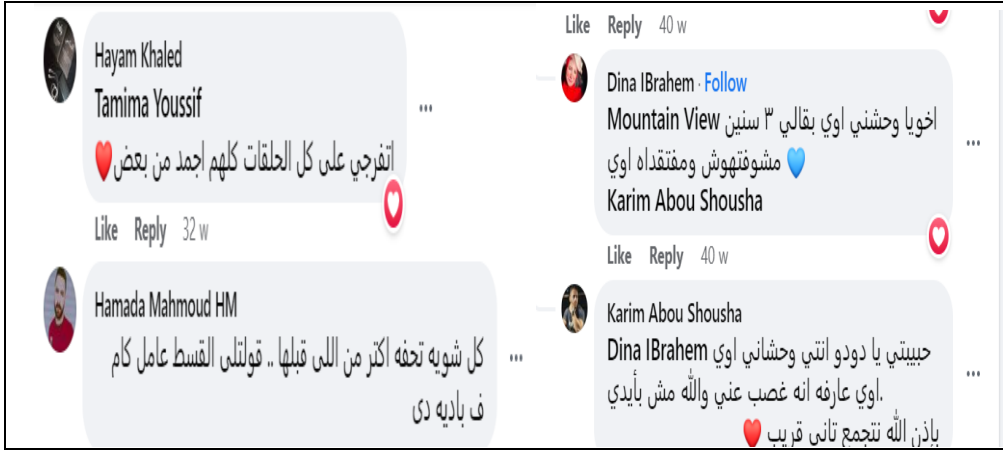 Hayam Khaled
Tamima Youssif
اتفرجي على كل الحلقات كلهم اجمد من بعض❤️
Like Reply 32 w
Hamada Mahmoud HM
كل شويه تحفه اكتر من اللى قبلها .. قولتلى القسط عامل كام
ف باديه دى
Like Reply 40 w
Dina IBrahem · Follow
Mountain View اخويا وحشني اوي بقالي ٣ سنين
مشوفتهوش ومفتقداه اوي 💙
Karim Abou Shousha
Like Reply 40 w
Karim Abou Shousha
Dina IBrahem حبيبتي يا دودو انتي وحشاني اوي
اوي عارفه انه غصب عني والله مش بأيدي.
بإذن الله نتجمع تاني قريب ❤️